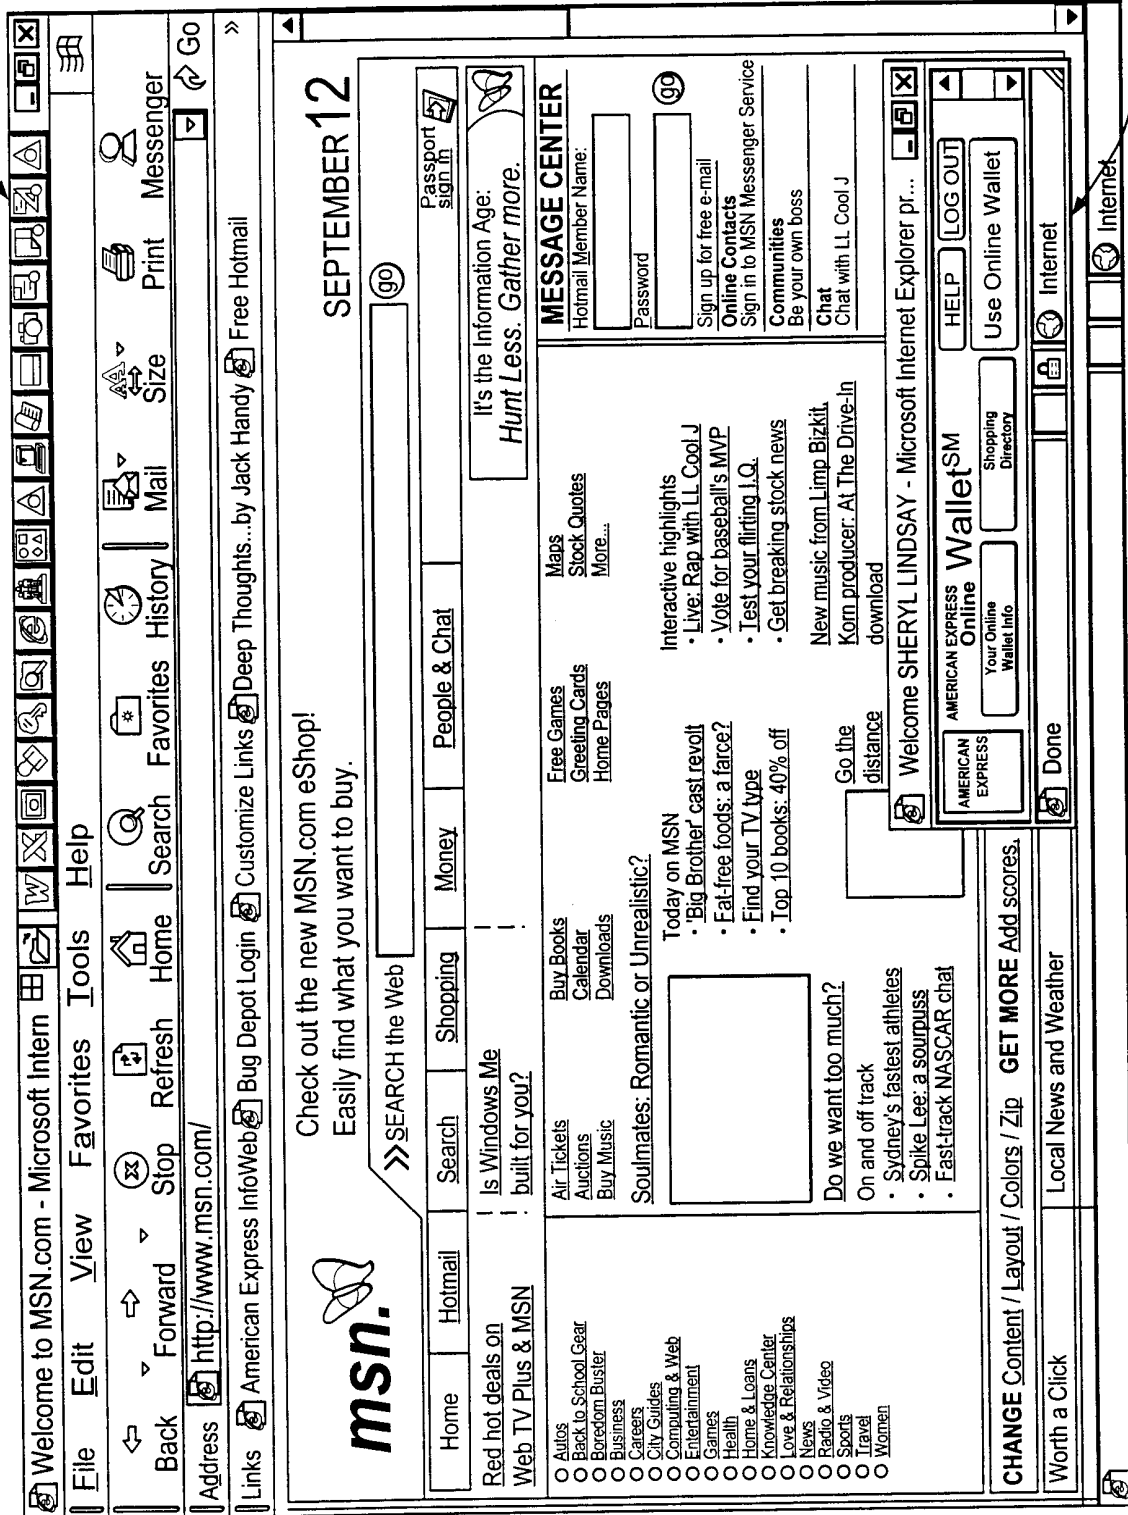 Welcome to MSN.com - Microsoft Intern
File Edit View Favorites Tools Help
Back Forward Stop Refresh Home Search Favorites History Mail Size Print Messenger
Address http://www.msn.com/ Go
Links American Express InfoWeb Bug Depot Login Customize Links Deep Thoughts...by Jack Handy Free Hotmail »
msn.
Check out the new MSN.com eShop!
Easily find what you want to buy.
SEPTEMBER 12
>>SEARCH the Web go
Home Hotmail Search Shopping Money People & Chat
Passport
sign in
Red hot deals on
Web TV Plus & MSN
Is Windows Me
built for you?
It's the Information Age:
Hunt Less. Gather more.
Autos
Back to School Gear
Boredom Buster
Business
Careers
City Guides
Computing & Web
Entertainment
Games
Health
Home & Loans
Knowledge Center
Love & Relationships
News
Radio & Video
Sports
Travel
Women
Air Tickets
Auctions
Buy Music
Buy Books
Calendar
Downloads
Free Games
Greeting Cards
Home Pages
Maps
Stock Quotes
More...
Soulmates: Romantic or Unrealistic?
Today on MSN
• 'Big Brother' cast revolt
• Fat-free foods: a farce?
• Find your TV type
• Top 10 books: 40% off
Interactive highlights
• Live: Rap with LL Cool J
• Vote for baseball's MVP
• Test your flirting I.Q.
• Get breaking stock news
Do we want too much?
On and off track
• Sydney's fastest athletes
• Spike Lee: a sourpuss
• Fast-track NASCAR chat
Go the
distance
New music from Limp Bizkit,
Korn producer: At The Drive-In
download
MESSAGE CENTER
Hotmail Member Name:
Password
go
Sign up for free e-mail
Online Contacts
Sign in to MSN Messenger Service
Communities
Be your own boss
Chat
Chat with LL Cool J
CHANGE Content / Layout / Colors / Zip GET MORE Add scores,
Worth a Click
Local News and Weather
Welcome SHERYL LINDSAY - Microsoft Internet Explorer pr...
AMERICAN
EXPRESS
AMERICAN EXPRESS
Online Wallet SM
HELP LOG OUT
Your Online
Wallet Info
Shopping
Directory
Use Online Wallet
Done Internet
Internet